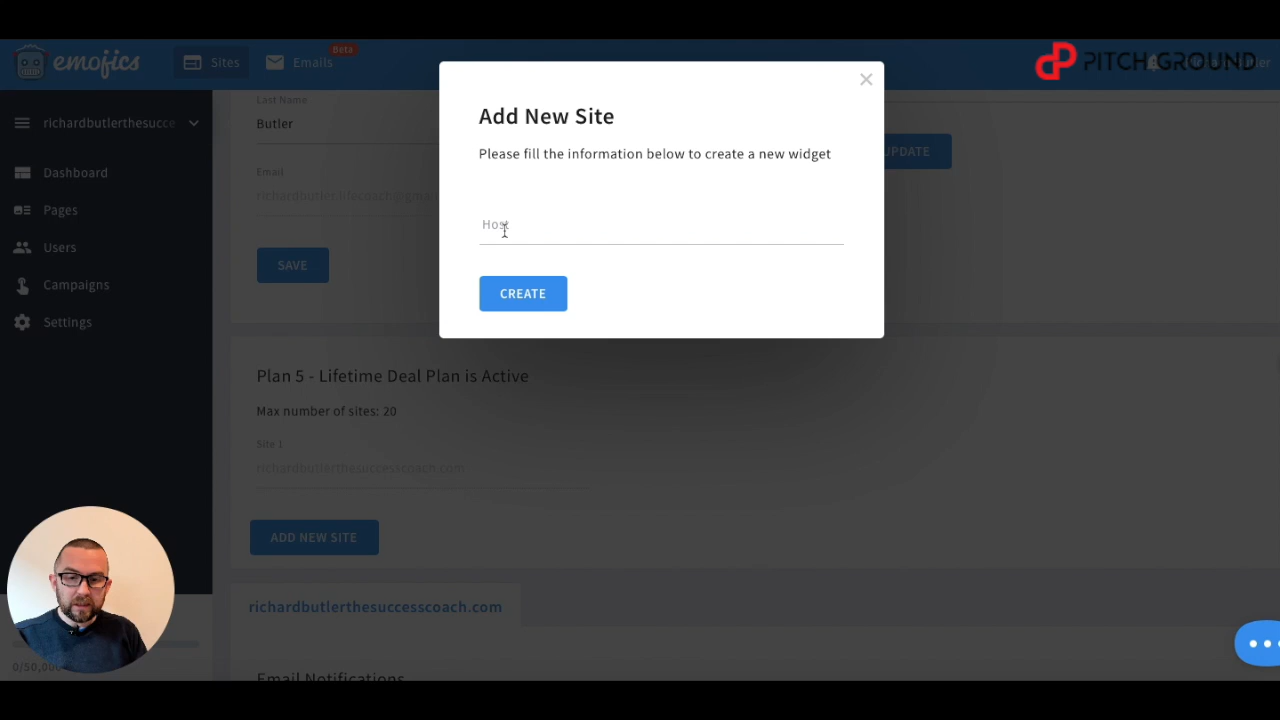 emojics
Sites
Emails
Beta
PITCHGROUND
richardbutlerthesucce
Dashboard
Pages
Users
Campaigns
Settings
0/50,000
Last Name
Butler
Email
richardbutler.lifecoach@gma
SAVE
UPDATE
Add New Site
Please fill the information below to create a new widget
Host
CREATE
Plan 5 - Lifetime Deal Plan is Active
Max number of sites: 20
Site 1
richardbutlerthesuccesscoach.com
ADD NEW SITE
richardbutlerthesuccesscoach.com
Email Notifications